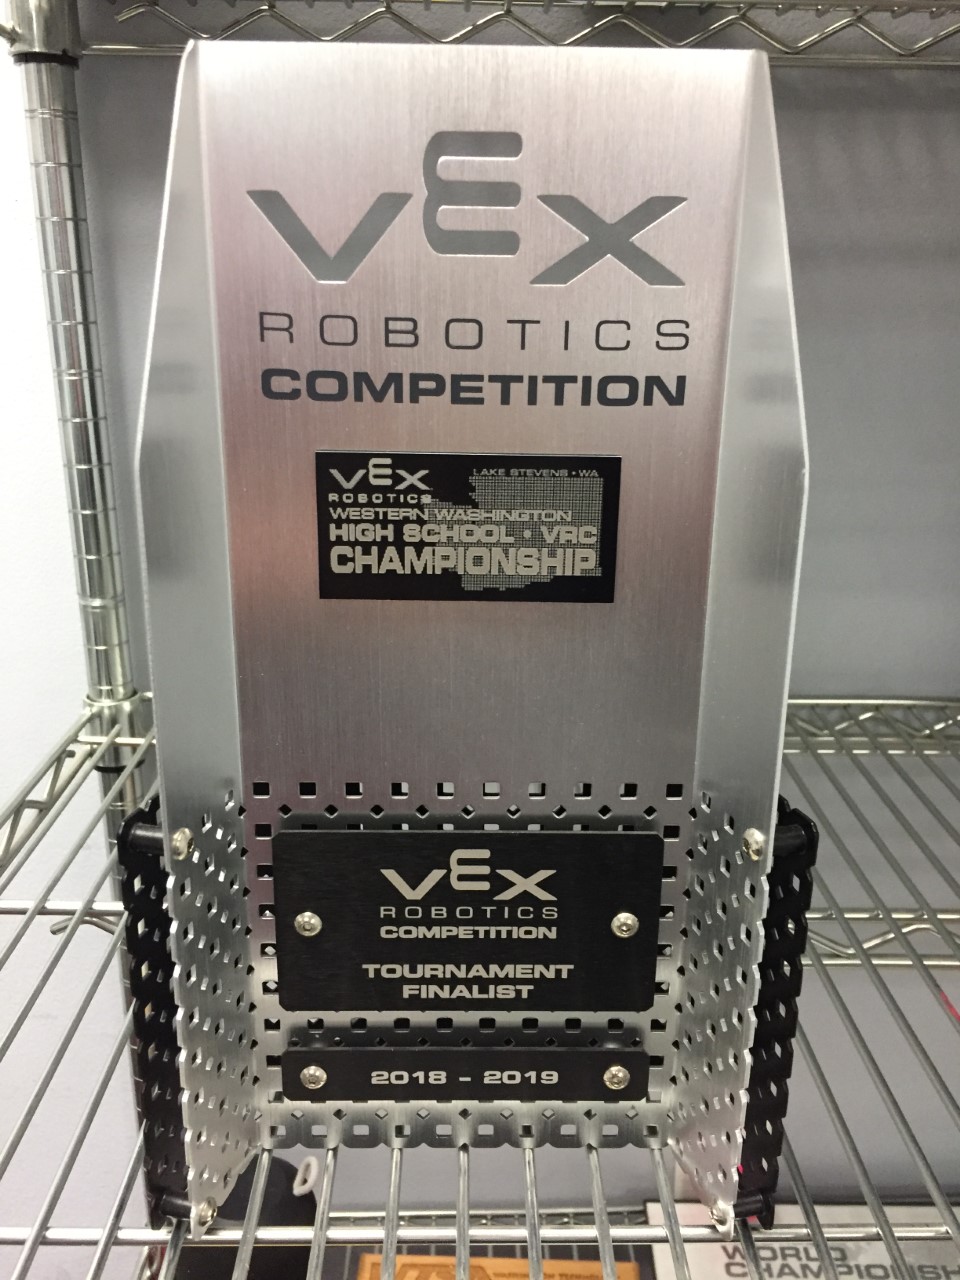 VEX
ROBOTICS
COMPETITION
VEX
ROBOTICS
LAKE STEVENS • WA
WESTERN WASHINGTON
HIGH SCHOOL • VRC
CHAMPIONSHIP
VEX
ROBOTICS
COMPETITION
TOURNAMENT
FINALIST
2018 - 2019
WORLD
CHAMPIONSH